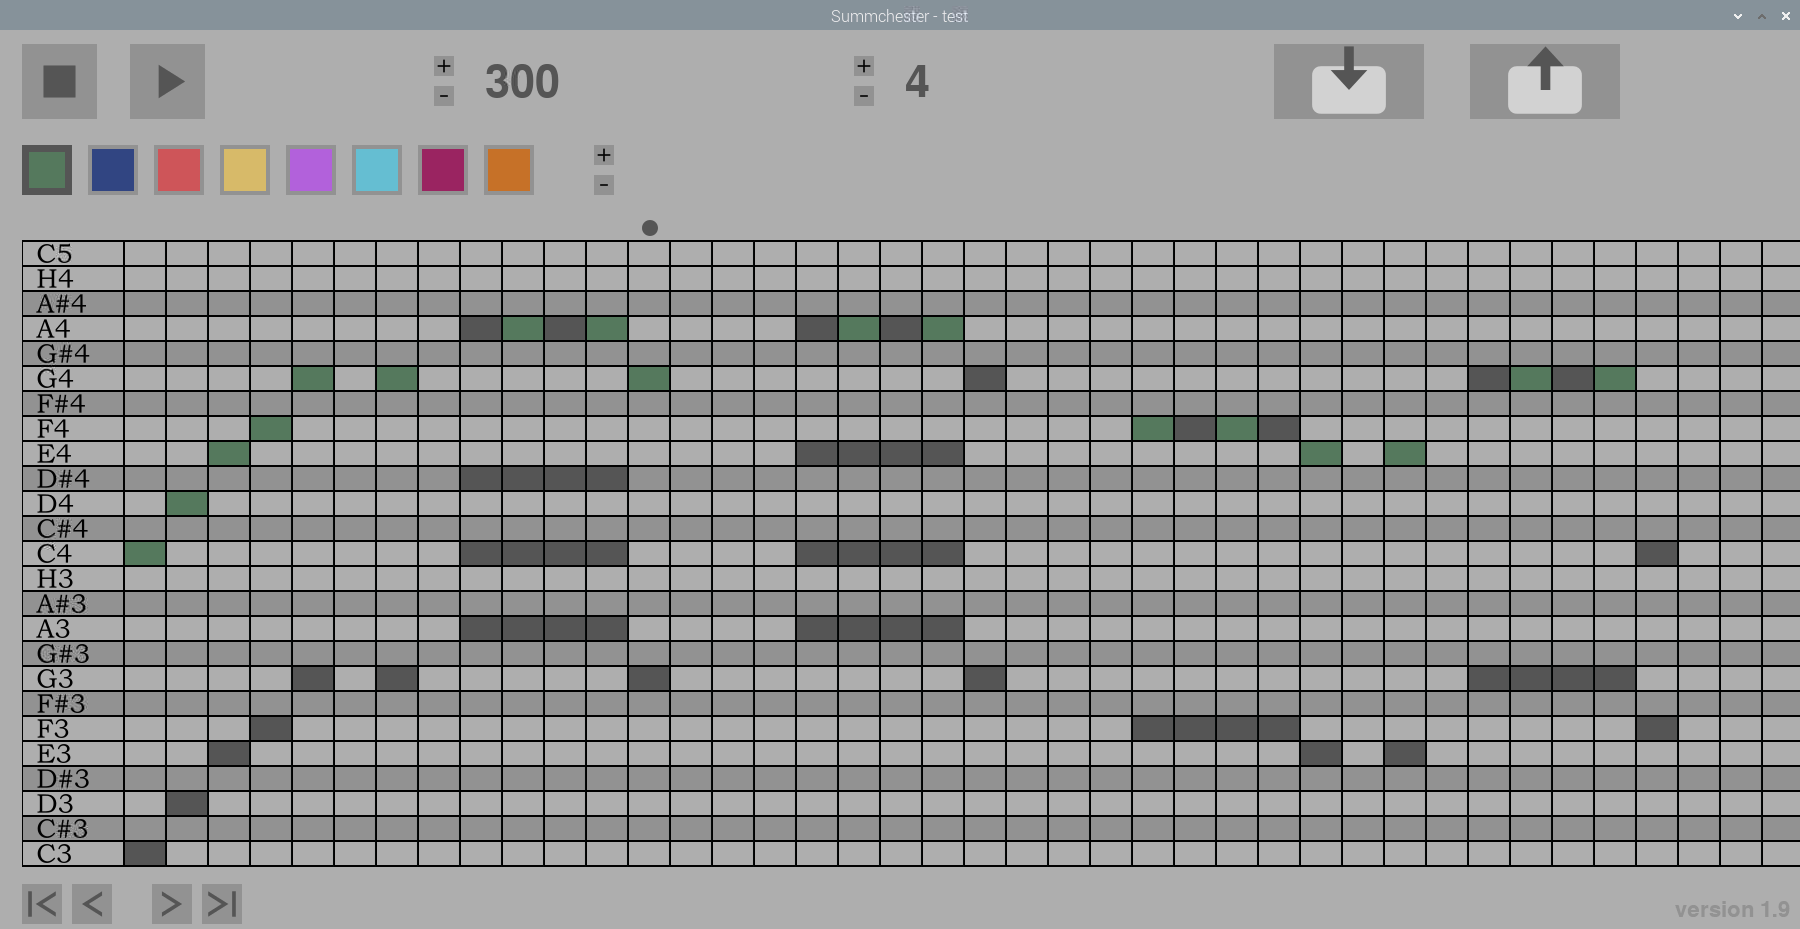 Summchester - test
+
-
300
+
-
4
+
-
C5
H4
A#4
A4
G#4
G4
F#4
F4
E4
D#4
D4
C#4
C4
H3
A#3
A3
G#3
G3
F#3
F3
E3
D#3
D3
C#3
C3
version 1.9